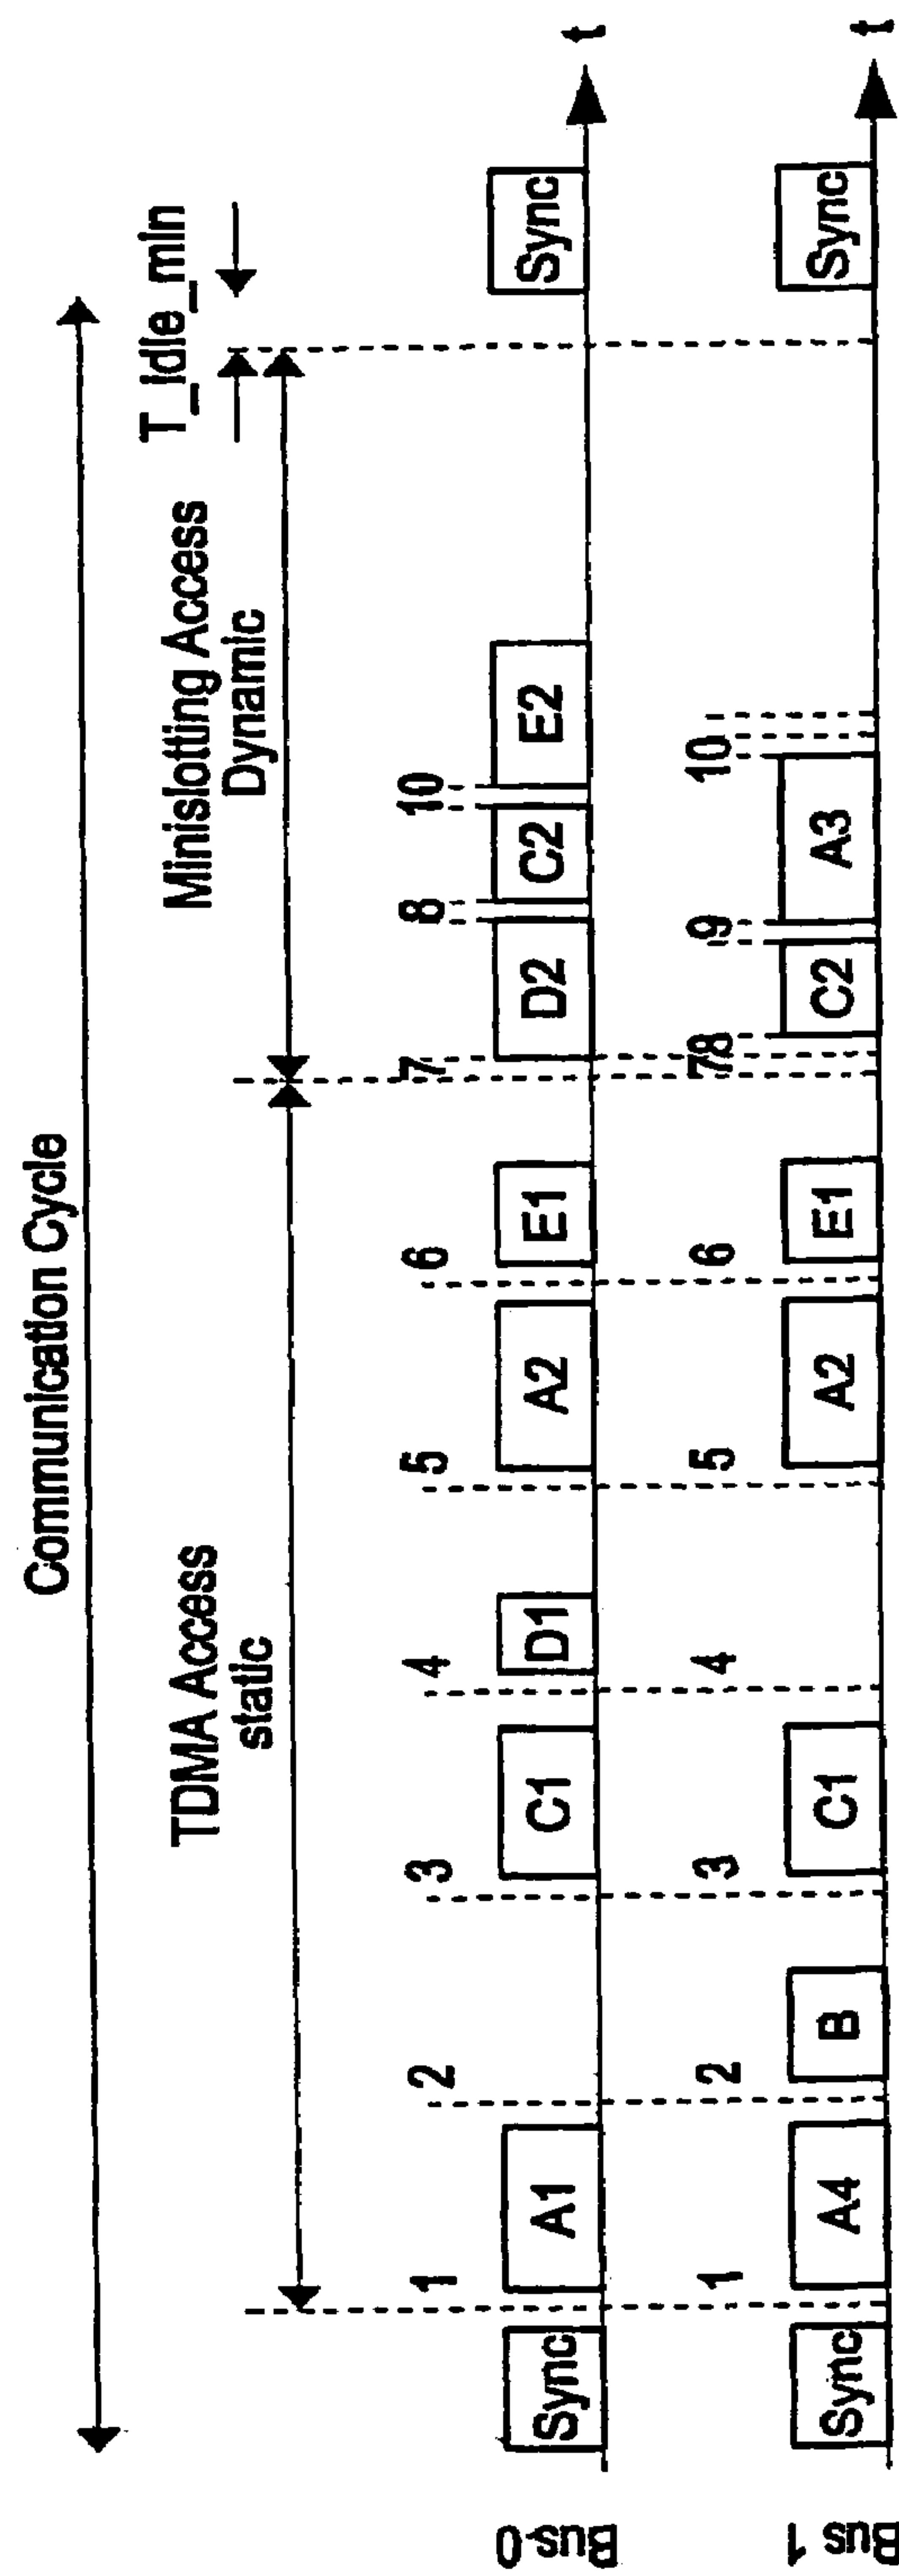 Communication Cycle
T_idle_min
TDMA Access
static
Minislotting Access
Dynamic
1 2 3 4 5 6 7 8 10
Bus 0 Sync A1 C1 D1 A2 E1 D2 C2 E2 Sync t
1 2 3 4 5 6 7 8 9 10
Bus 1 Sync A4 B C1 A2 E1 C2 A3 Sync t